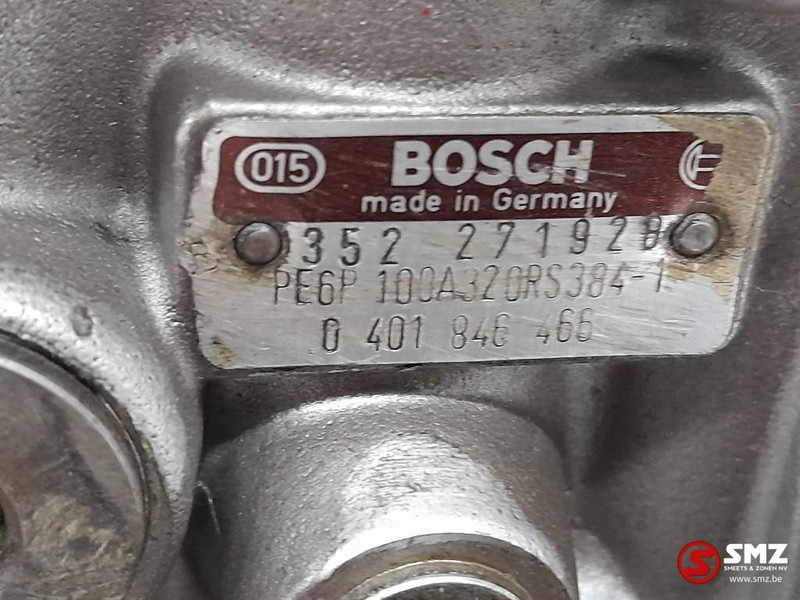 015 BOSCH
made in Germany
352 271928
PE6P 100A320RS384-1
0 401 846 466
SMZ
SMEETS & ZONEN NV
www.smz.be